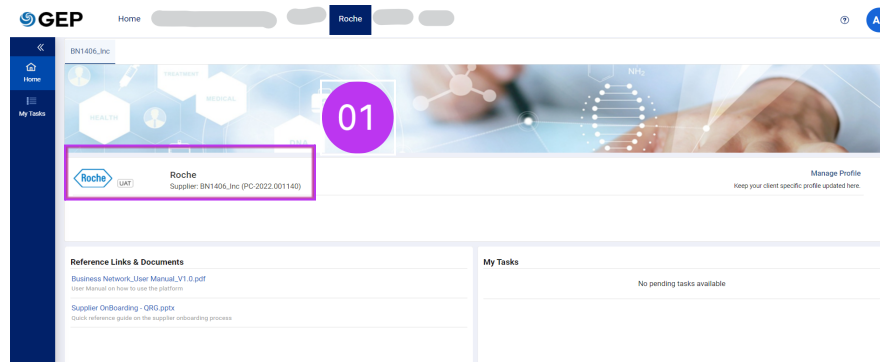 GEP
Home
Roche
?
A
BN1406_Inc
Home
My Tasks
TREATMENT
MEDICAL
HEALTH
DNA
NH₂
01
Roche
UAT
Roche
Supplier: BN1406_Inc (PC-2022.001140)
Manage Profile
Keep your client specific profile updated here.
Reference Links & Documents
Business Network_User Manual_V1.0.pdf
User Manual on how to use the platform
Supplier OnBoarding - QRG.pptx
Quick reference guide on the supplier onboarding process
My Tasks
No pending tasks available